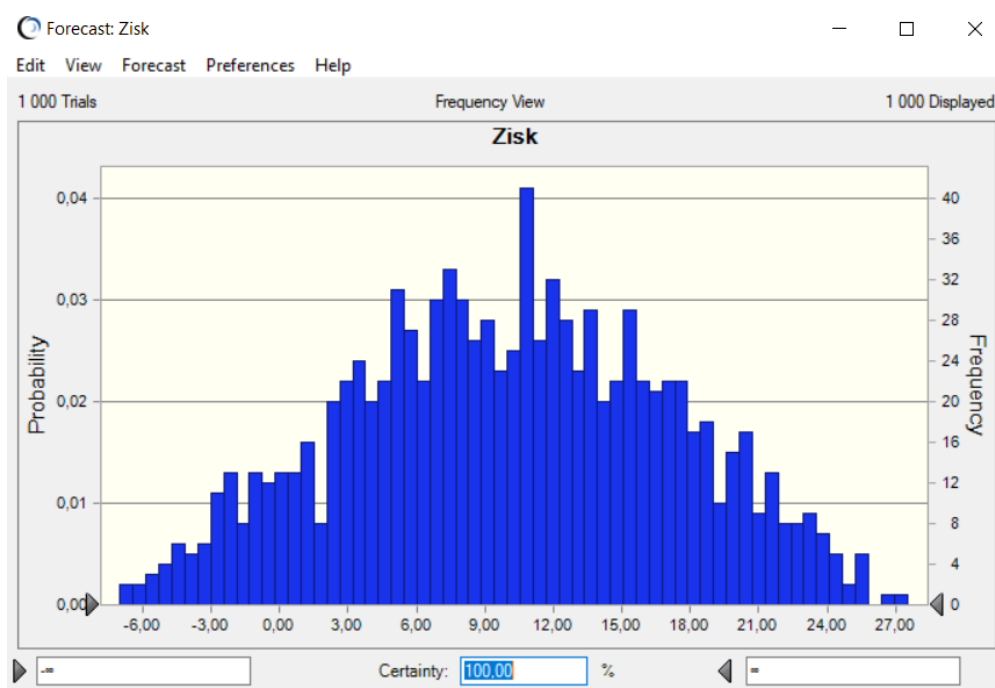 Forecast: Zisk
Edit View Forecast Preferences Help
1 000 Trials Frequency View 1 000 Displayed
Zisk
0,04 40
36
0,03 32
28
24
0,02 20
16
0,01 12
8
4
0,00 0
Probability
Frequency
-6,00 -3,00 0,00 3,00 6,00 9,00 12,00 15,00 18,00 21,00 24,00 27,00
-∞ Certainty: 100,00 % ∞